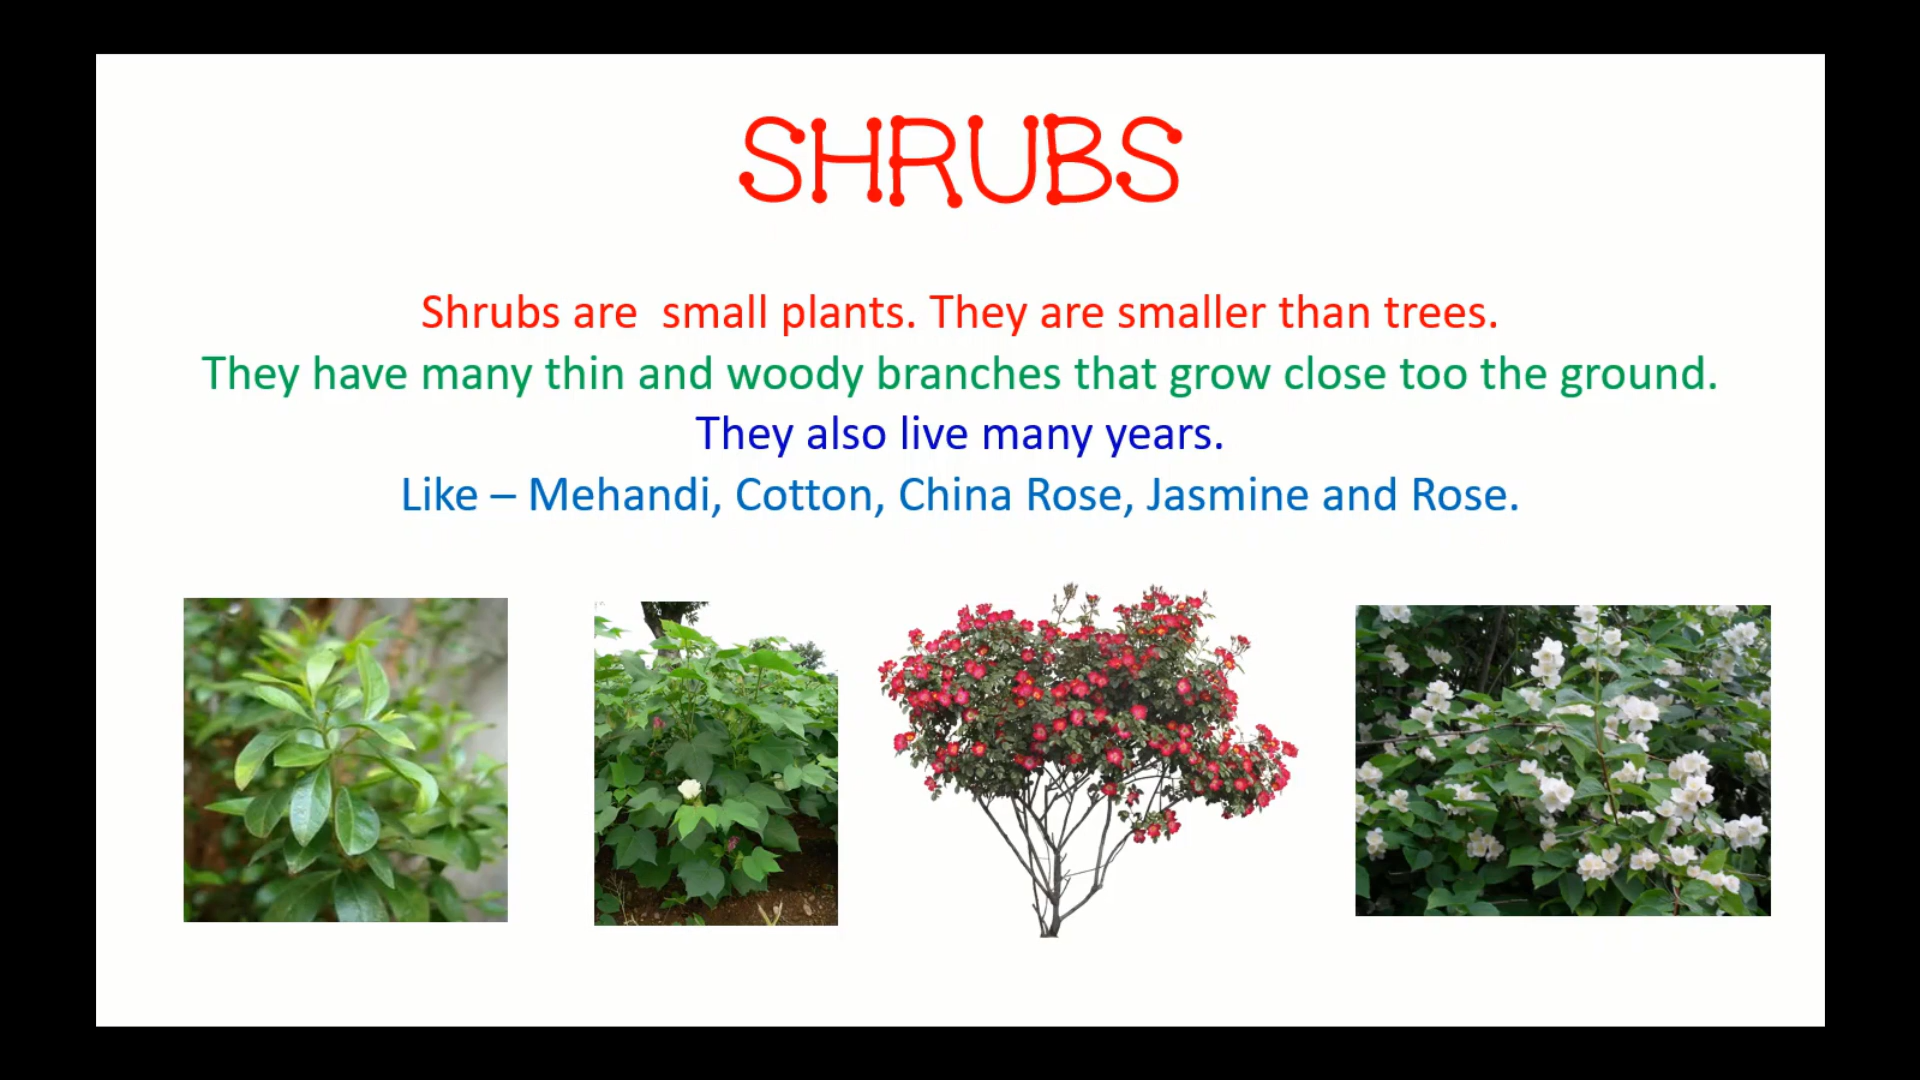 SHRUBS
Shrubs are  small plants. They are smaller than trees.
They have many thin and woody branches that grow close too the ground.
They also live many years.
Like – Mehandi, Cotton, China Rose, Jasmine and Rose.